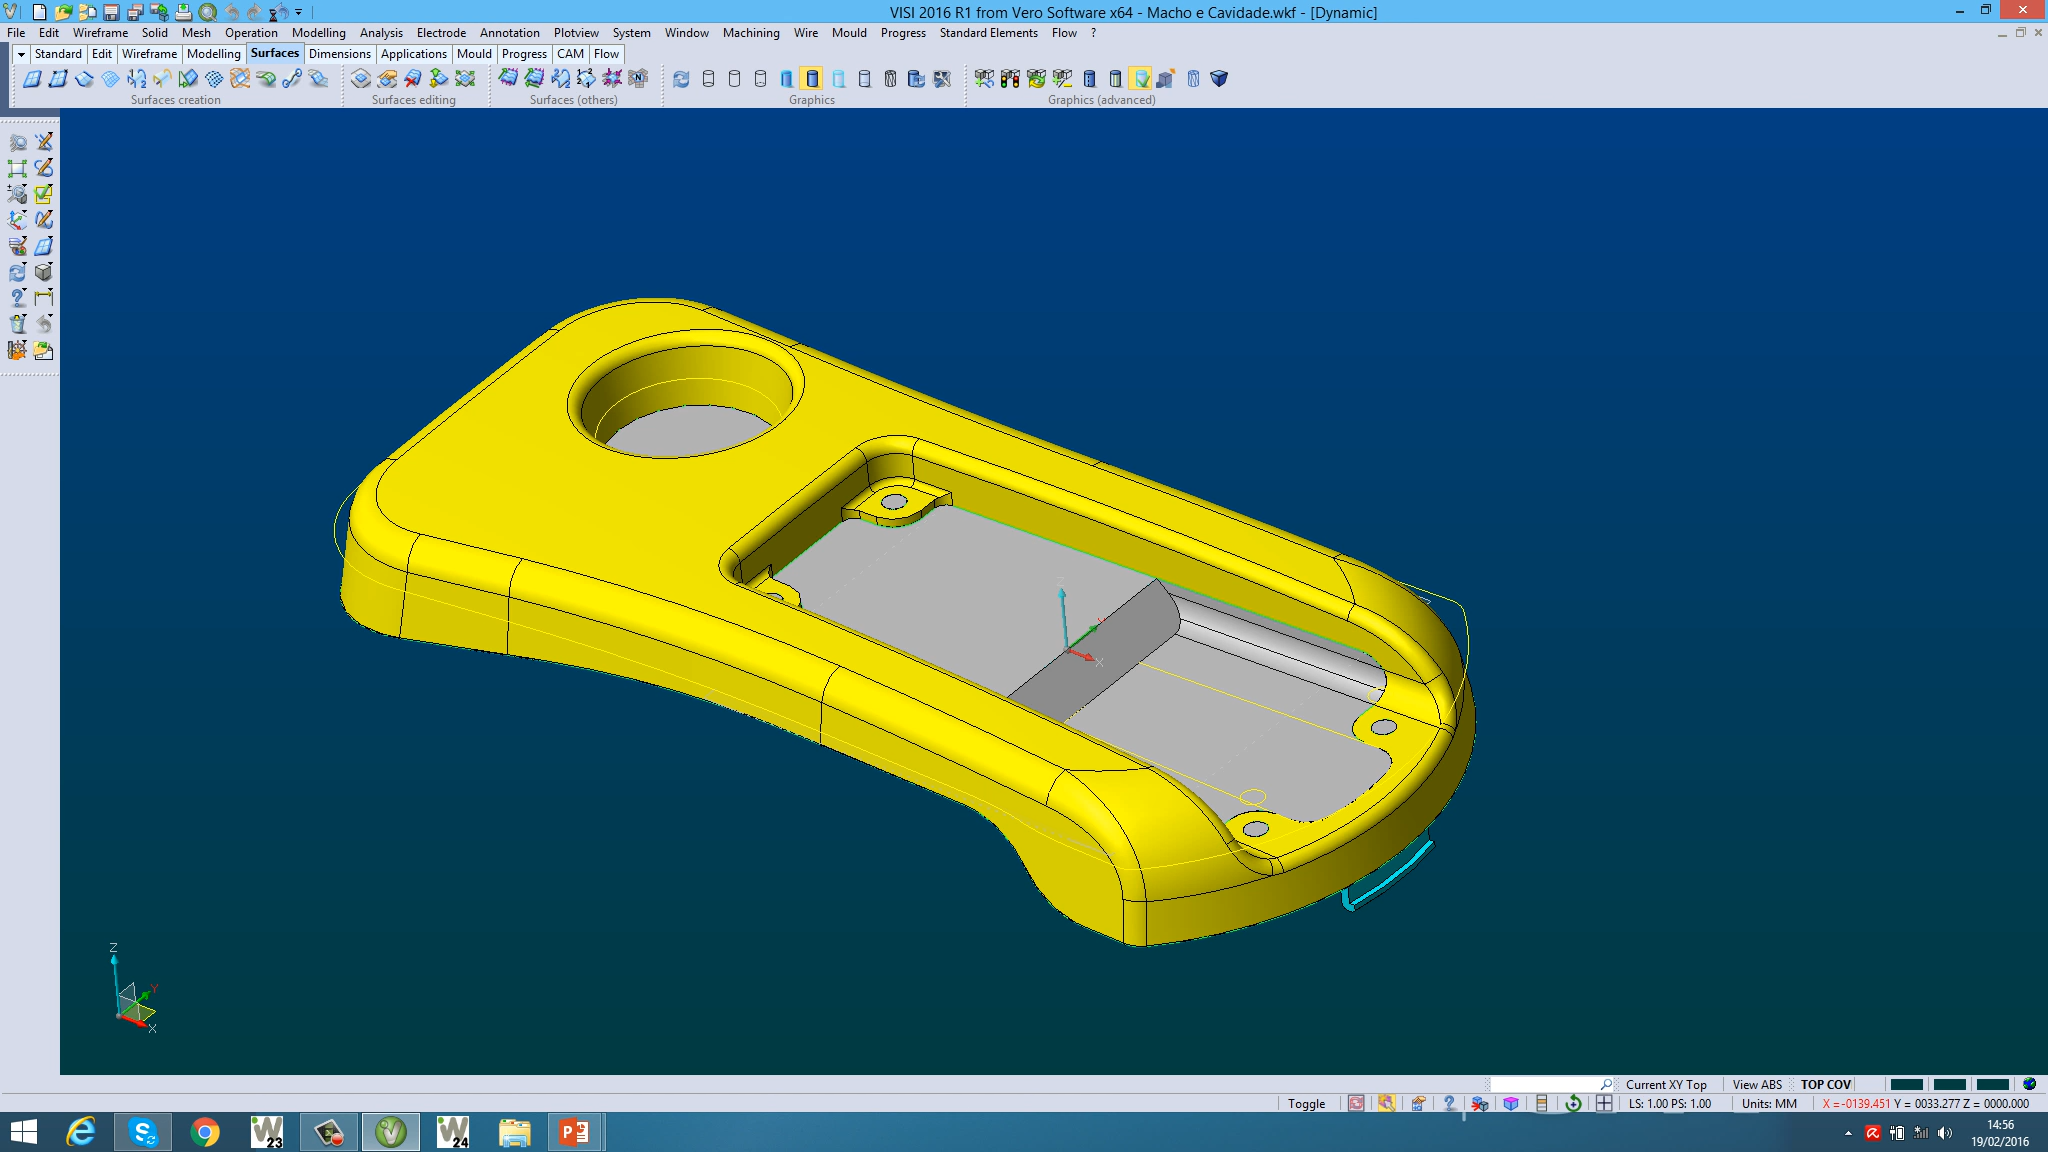 VISI 2016 R1 from Vero Software x64 - Macho e Cavidade.wkf - [Dynamic]
File Edit Wireframe Solid Mesh Operation Modelling Analysis Electrode Annotation Plotview System Window Machining Wire Mould Progress Standard Elements Flow ?
Standard Edit Wireframe Modelling Surfaces Dimensions Applications Mould Progress CAM Flow
Surfaces creation Surfaces editing Surfaces (others) Graphics Graphics (advanced)
Z
Y
X
Z
Y
X
Current XY Top View ABS TOP COV
Toggle LS: 1.00 PS: 1.00 Units: MM X =-0139.451 Y = 0033.277 Z = 0000.000
W 23 W 24
14:56
19/02/2016